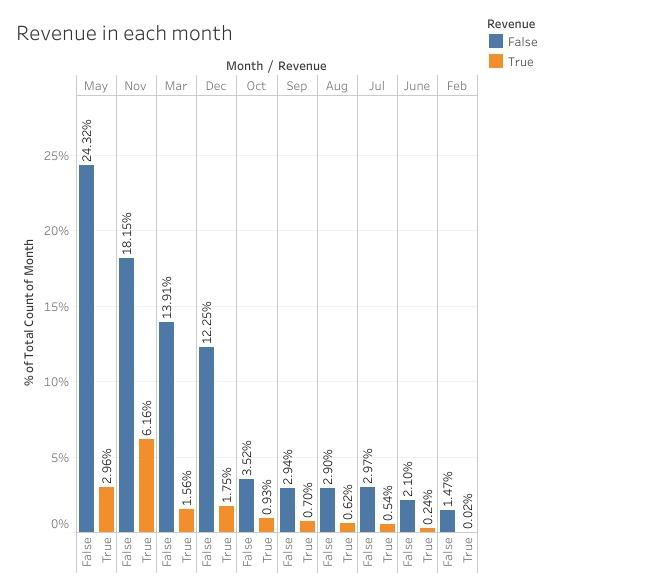 Revenue in each month
Revenue
False
True
Month / Revenue
May Nov Mar Dec Oct Sep Aug Jul June Feb
% of Total Count of Month
25%
20%
15%
10%
5%
0%
24.32% 2.96% 18.15% 6.16% 13.91% 1.56% 12.25% 1.75% 3.52% 0.93% 2.94% 0.70% 2.90% 0.62% 2.97% 0.54% 2.10% 0.24% 1.47% 0.02%
False True False True False True False True False True False True False True False True False True False True